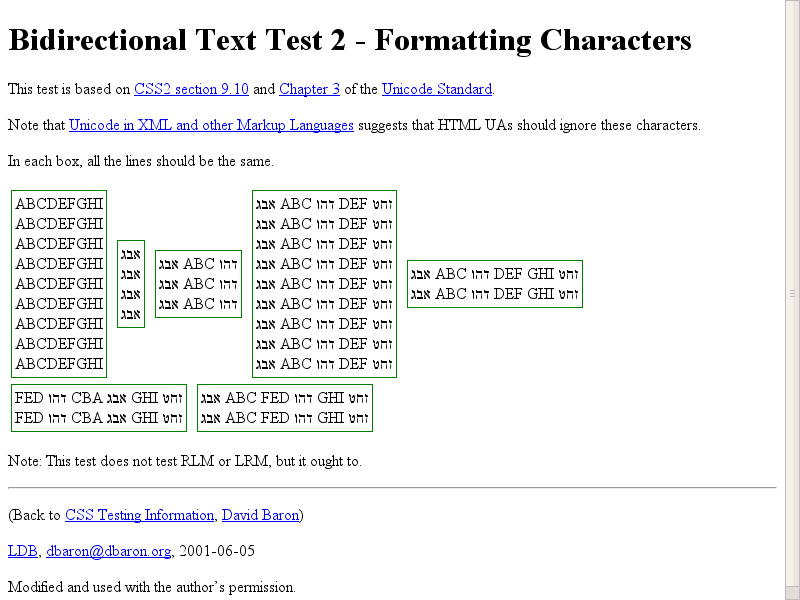 Bidirectional Text Test 2 - Formatting Characters
This test is based on CSS2 section 9.10 and Chapter 3 of the Unicode Standard.
Note that Unicode in XML and other Markup Languages suggests that HTML UAs should ignore these characters.
In each box, all the lines should be the same.
ABCDEFGHI
ABCDEFGHI
ABCDEFGHI
ABCDEFGHI
ABCDEFGHI
ABCDEFGHI
ABCDEFGHI
ABCDEFGHI
ABCDEFGHI
אבג
אבג
אבג
אבג
אבג ABC דהו
אבג ABC דהו
אבג ABC דהו
אבג ABC דהו DEF זחט
אבג ABC דהו DEF זחט
אבג ABC דהו DEF זחט
אבג ABC דהו DEF זחט
אבג ABC דהו DEF זחט
אבג ABC דהו DEF זחט
אבג ABC דהו DEF זחט
אבג ABC דהו DEF זחט
אבג ABC דהו DEF זחט
אבג ABC דהו DEF GHI זחט
אבג ABC דהו DEF GHI זחט
FED דהו CBA אבג GHI זחט
FED דהו CBA אבג GHI זחט
אבג ABC FED דהו GHI זחט
אבג ABC FED דהו GHI זחט
Note: This test does not test RLM or LRM, but it ought to.
(Back to CSS Testing Information, David Baron)
LDB, dbaron@dbaron.org, 2001-06-05
Modified and used with the author’s permission.